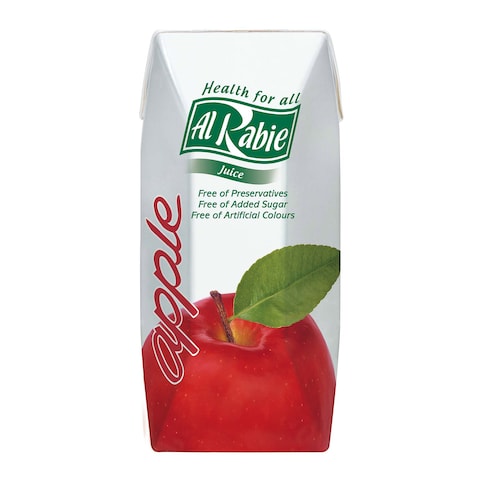 Health for all
Al Rabie
Juice
Free of Preservatives
Free of Added Sugar
Free of Artificial Colours
apple